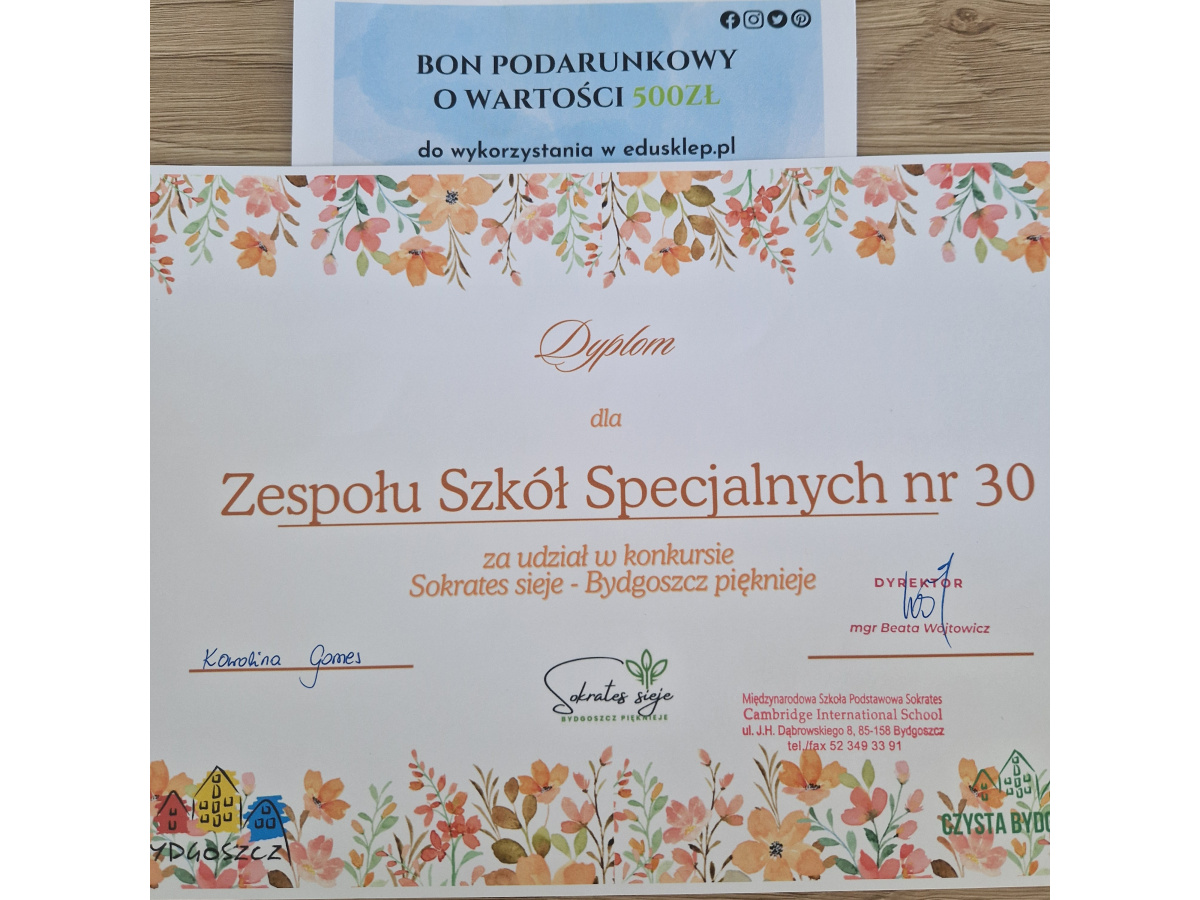 BON PODARUNKOWY
O WARTOŚCI 500ZŁ
do wykorzystania w edusklep.pl
Dyplom
dla
Zespołu Szkół Specjalnych nr 30
za udział w konkursie
Sokrates sieje - Bydgoszcz pięknieje
DYREKTOR
mgr Beata Wojtowicz
Karolina Gomes
Sokrates sieje
BYDGOSZCZ PIĘKNIEJE
Międzynarodowa Szkoła Podstawowa Sokrates
Cambridge International School
ul. J.H. Dąbrowskiego 8, 85-158 Bydgoszcz
tel./fax 52 349 33 91
YDGOSZCZ
CZYSTA BYDG